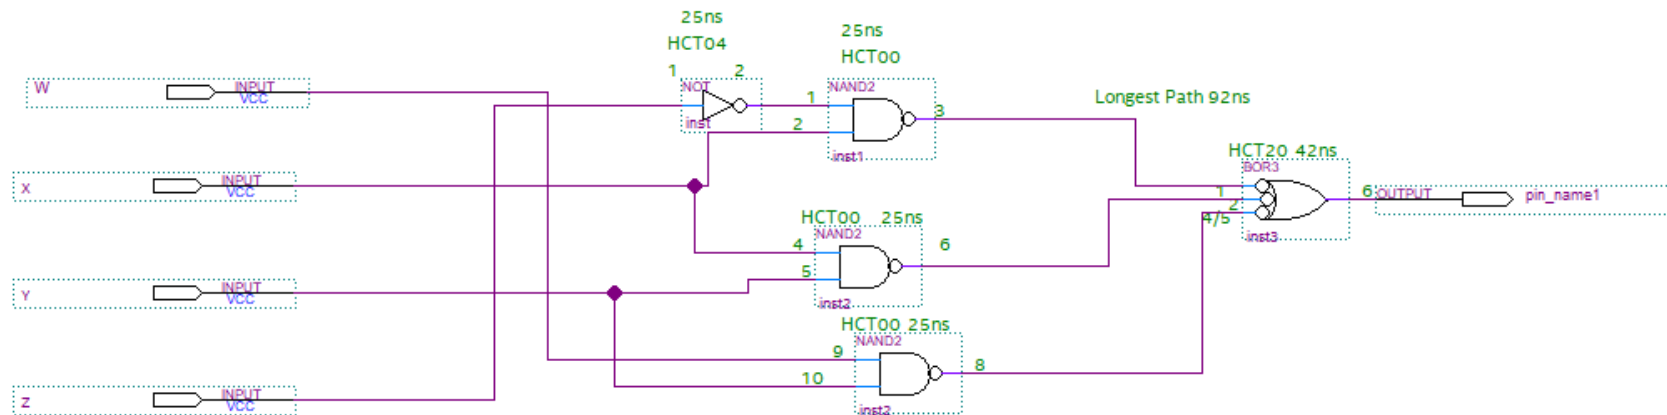 25ns
HCT04
1 2
NOT
inst
25ns
HCT00
NAND2
1
2
3
inst1
W
INPUT
VCC
Longest Path 92ns
X
INPUT
VCC
HCT20 42ns
BOR3
1
2
4/5
6
inst3
OUTPUT
pin_name1
HCT00 25ns
NAND2
4
5
6
inst2
Y
INPUT
VCC
HCT00 25ns
NAND2
9
10
8
inst2
Z
INPUT
VCC